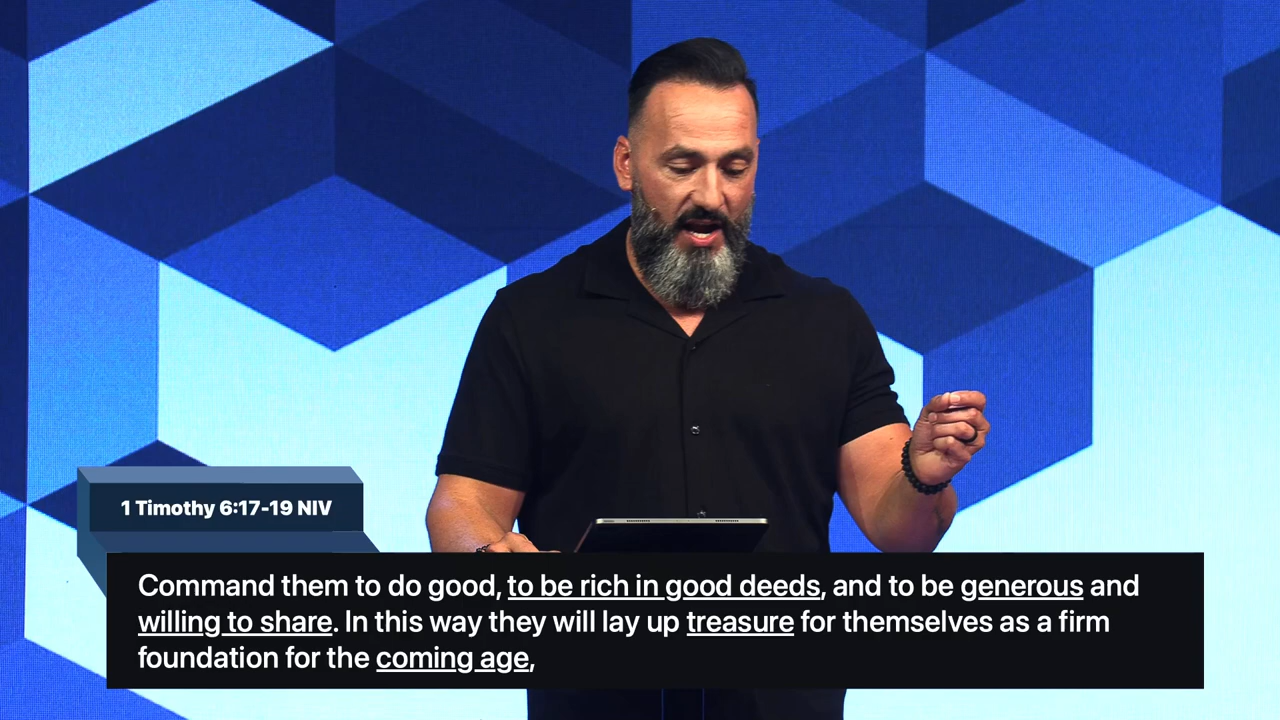 1 Timothy 6:17-19 NIV
Command them to do good, to be rich in good deeds, and to be generous and
willing to share. In this way they will lay up treasure for themselves as a firm
foundation for the coming age,